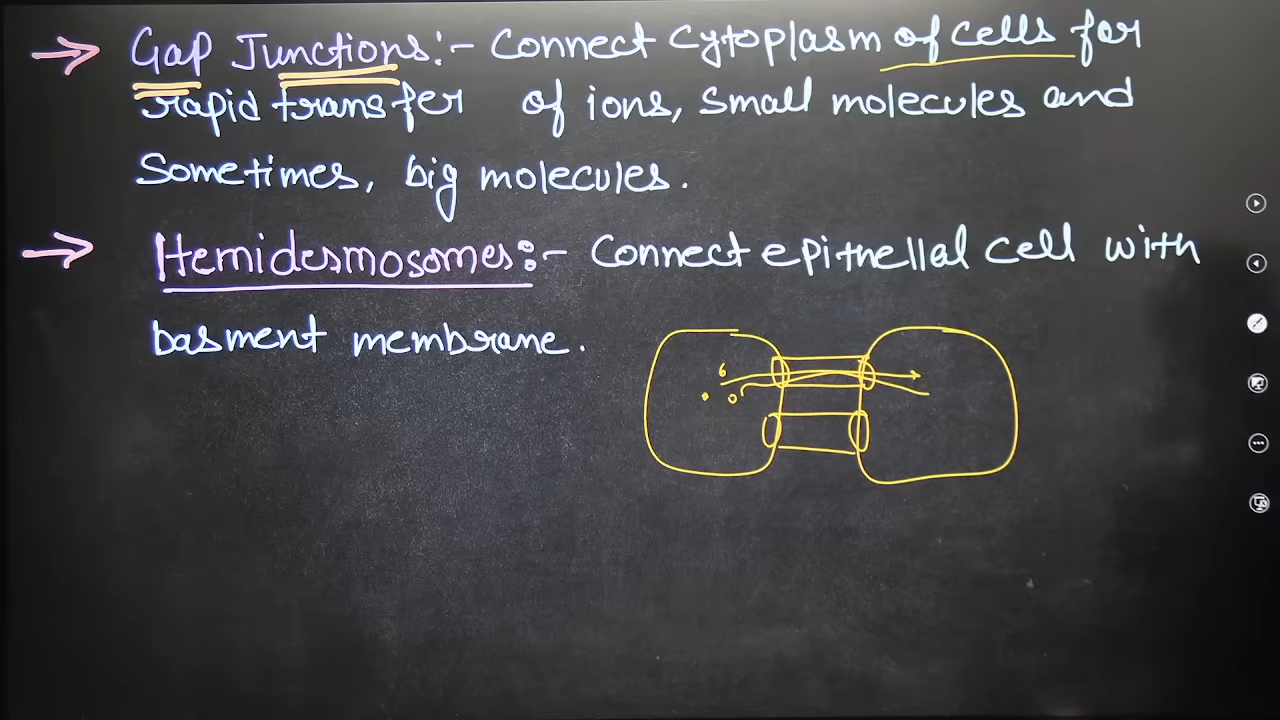 → Gap Junctions:- Connect Cytoplasm of cells for
rapid transfer of ions, small molecules and
Sometimes, big molecules.
→ Hemidesmosomes:- Connect epithellal cell with
basment membrane.